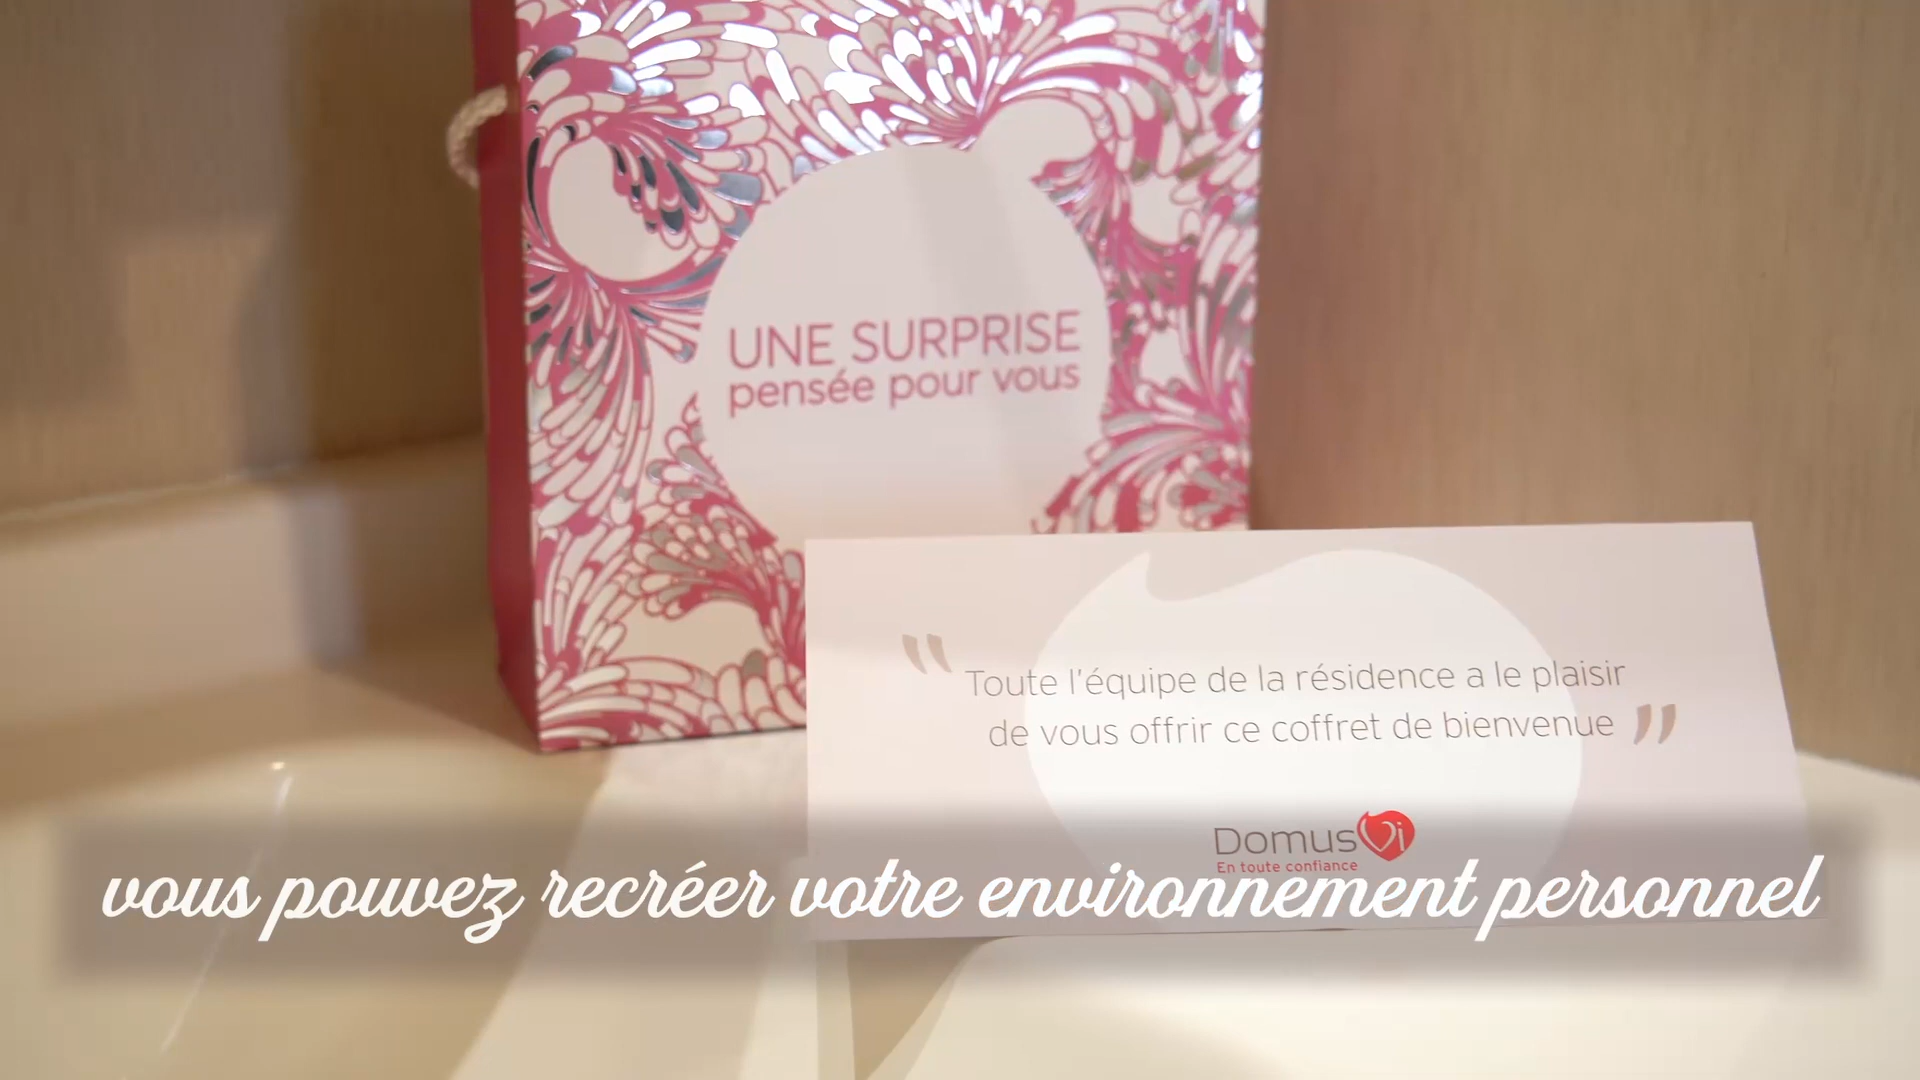 UNE SURPRISE
pensée pour vous
" Toute l'équipe de la résidence a le plaisir
de vous offrir ce coffret de bienvenue "
DomusVi
En toute confiance
vous pouvez recréer votre environnement personnel